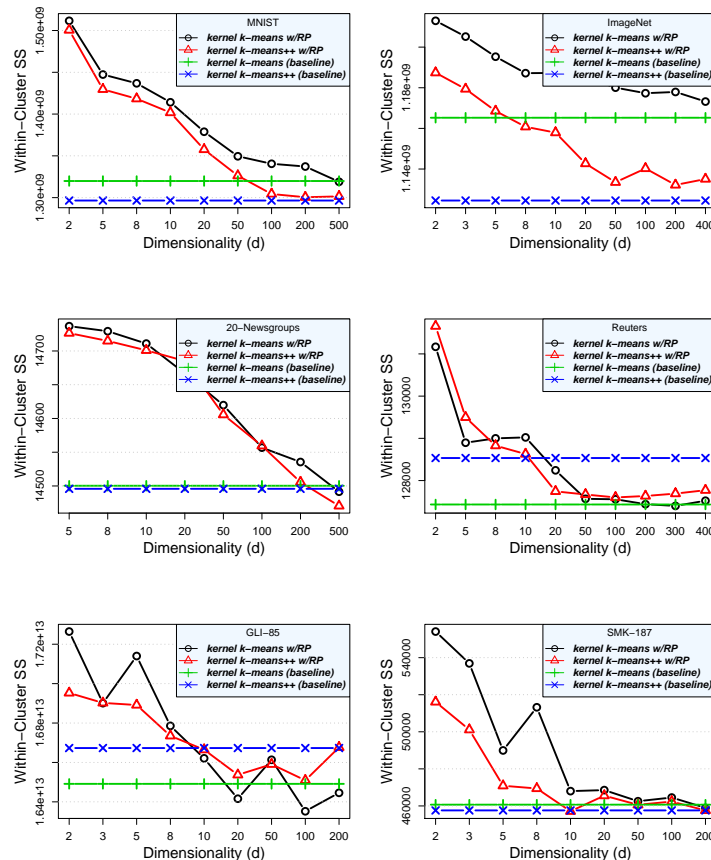 MNIST
kernel k−means w/RP
kernel k−means++ w/RP
kernel k−means (baseline)
kernel k−means++ (baseline)
Within−Cluster SS
1.50e+09
1.40e+09
1.30e+09
2 5 8 10 20 50 100 200 500
Dimensionality (d)
ImageNet
kernel k−means w/RP
kernel k−means++ w/RP
kernel k−means (baseline)
kernel k−means++ (baseline)
Within−Cluster SS
1.18e+09
1.14e+09
2 3 5 8 10 20 50 100 200 400
Dimensionality (d)
20−Newsgroups
kernel k−means w/RP
kernel k−means++ w/RP
kernel k−means (baseline)
kernel k−means++ (baseline)
Within−Cluster SS
14700
14600
14500
5 8 10 20 50 100 200 500
Dimensionality (d)
Reuters
kernel k−means w/RP
kernel k−means++ w/RP
kernel k−means (baseline)
kernel k−means++ (baseline)
Within−Cluster SS
130000
128000
2 5 8 10 20 50 100 200 300 400
Dimensionality (d)
GLI−85
kernel k−means w/RP
kernel k−means++ w/RP
kernel k−means (baseline)
kernel k−means++ (baseline)
Within−Cluster SS
1.72e+13
1.68e+13
1.64e+13
2 3 5 8 10 20 50 100 200
Dimensionality (d)
SMK−187
kernel k−means w/RP
kernel k−means++ w/RP
kernel k−means (baseline)
kernel k−means++ (baseline)
Within−Cluster SS
540000
500000
460000
2 3 5 8 10 20 50 100 200
Dimensionality (d)